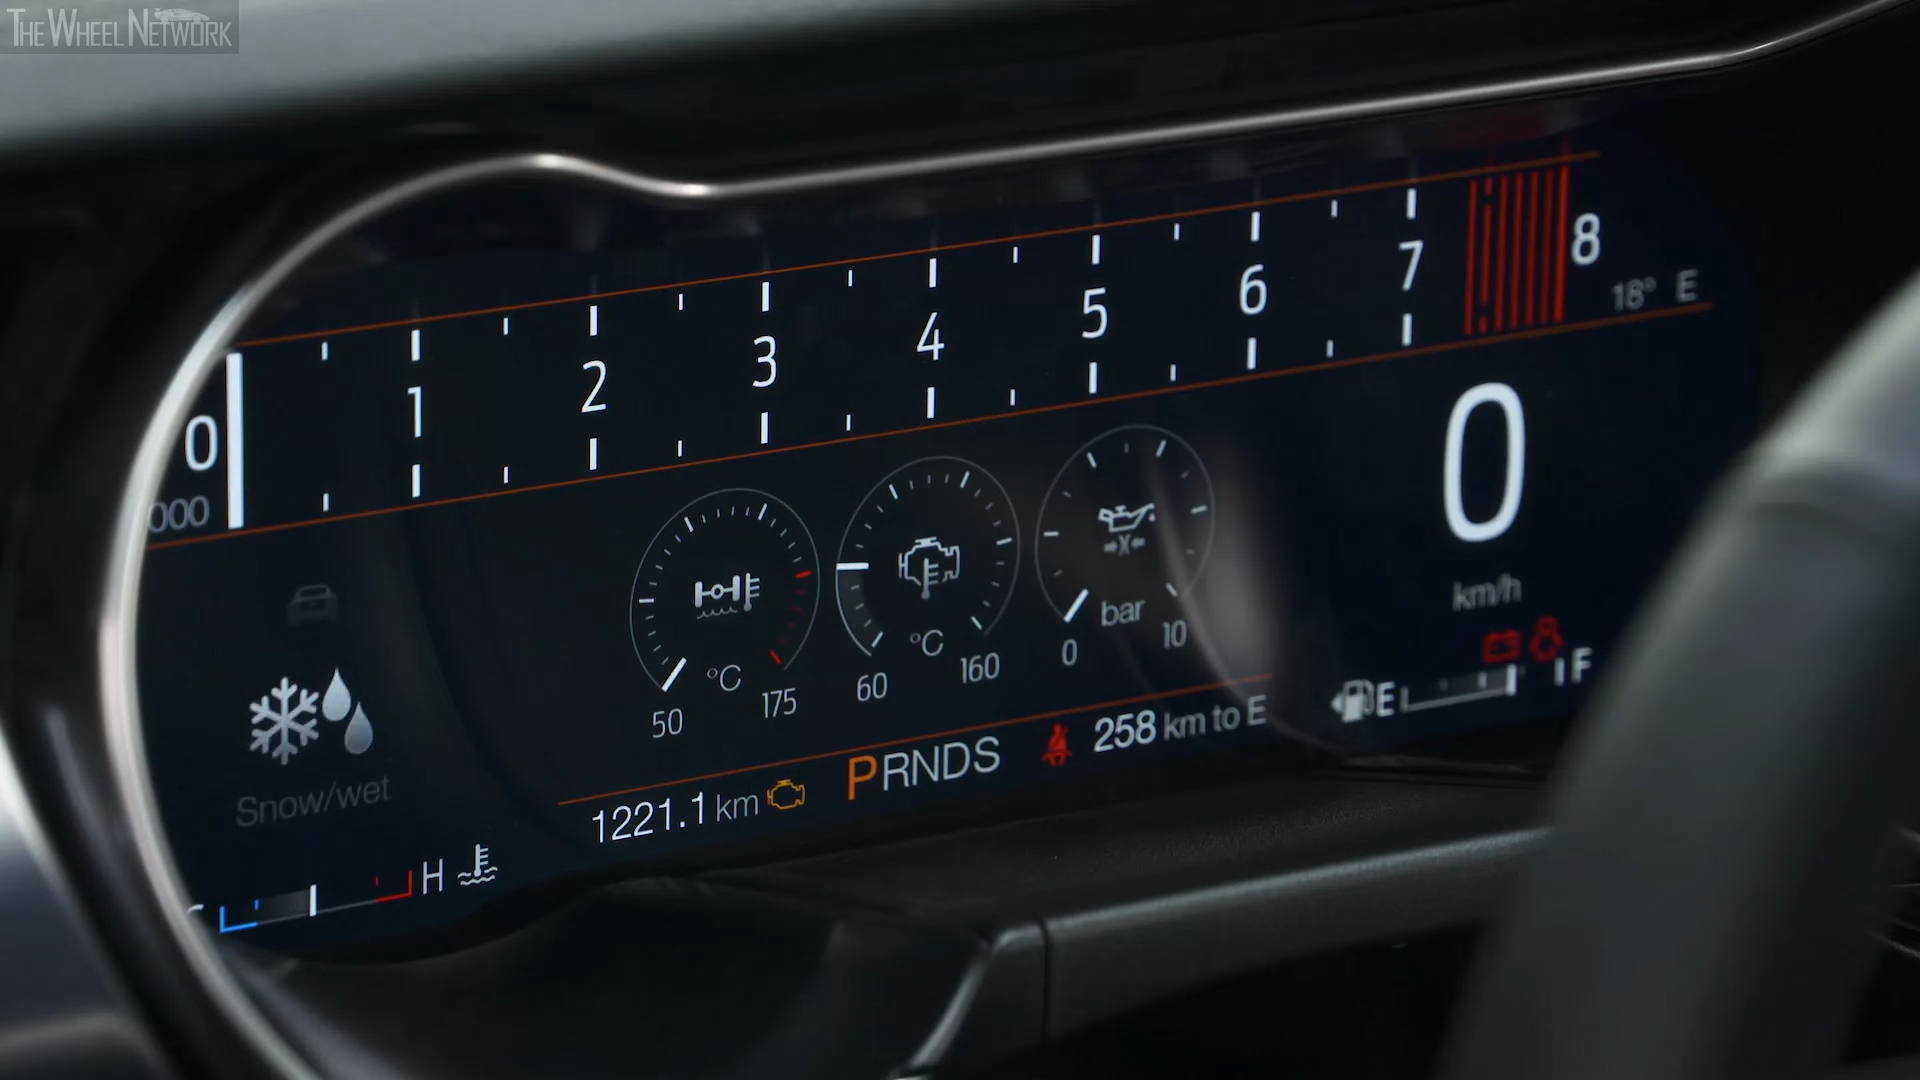 THE WHEEL NETWORK
0 1 2 3 4 5 6 7 8
000
18° E
0
km/h
°C
50 175
°C
60 160
bar
0 10
Snow/wet
E F
1221.1 km PRNDS 258 km to E
H